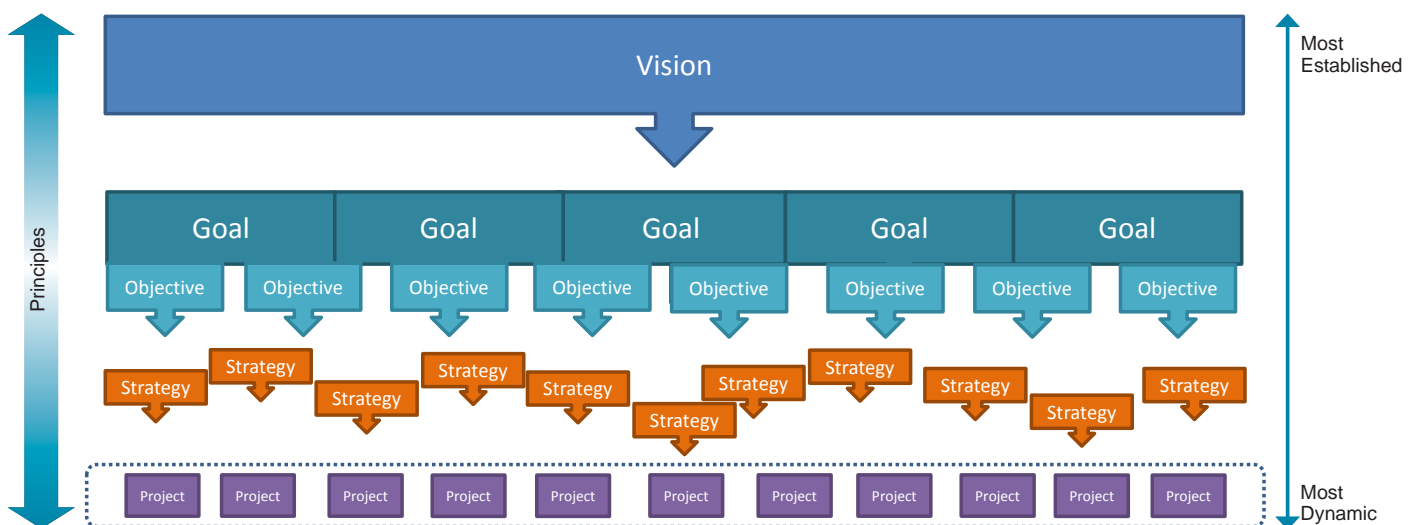 Most
Established
Vision
Principles
Goal
Goal
Goal
Goal
Goal
Objective
Objective
Objective
Objective
Objective
Objective
Objective
Objective
Strategy
Strategy
Strategy
Strategy
Strategy
Strategy
Strategy
Strategy
Strategy
Strategy
Strategy
Project
Project
Project
Project
Project
Project
Project
Project
Project
Project
Project
Most
Dynamic